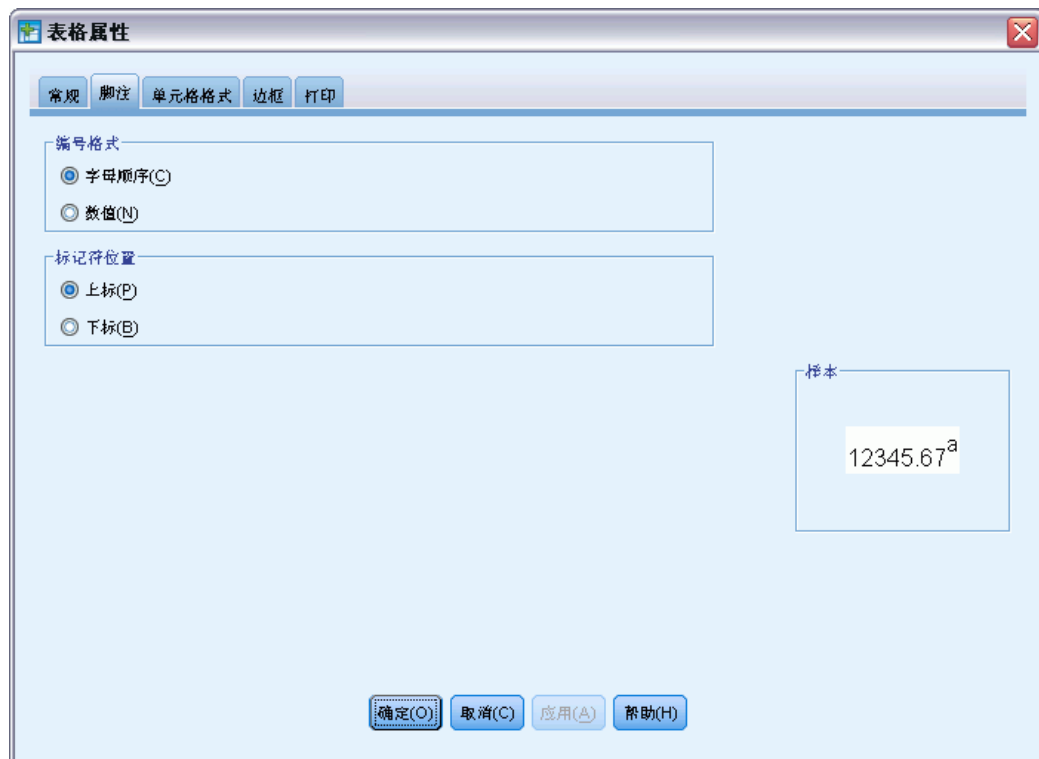 表格属性
常规 脚注 单元格格式 边框 打印
编号格式
字母顺序(C)
数值(N)
标记符位置
上标(P)
下标(B)
样本
12345.67a
确定(O) 取消(C) 应用(A) 帮助(H)